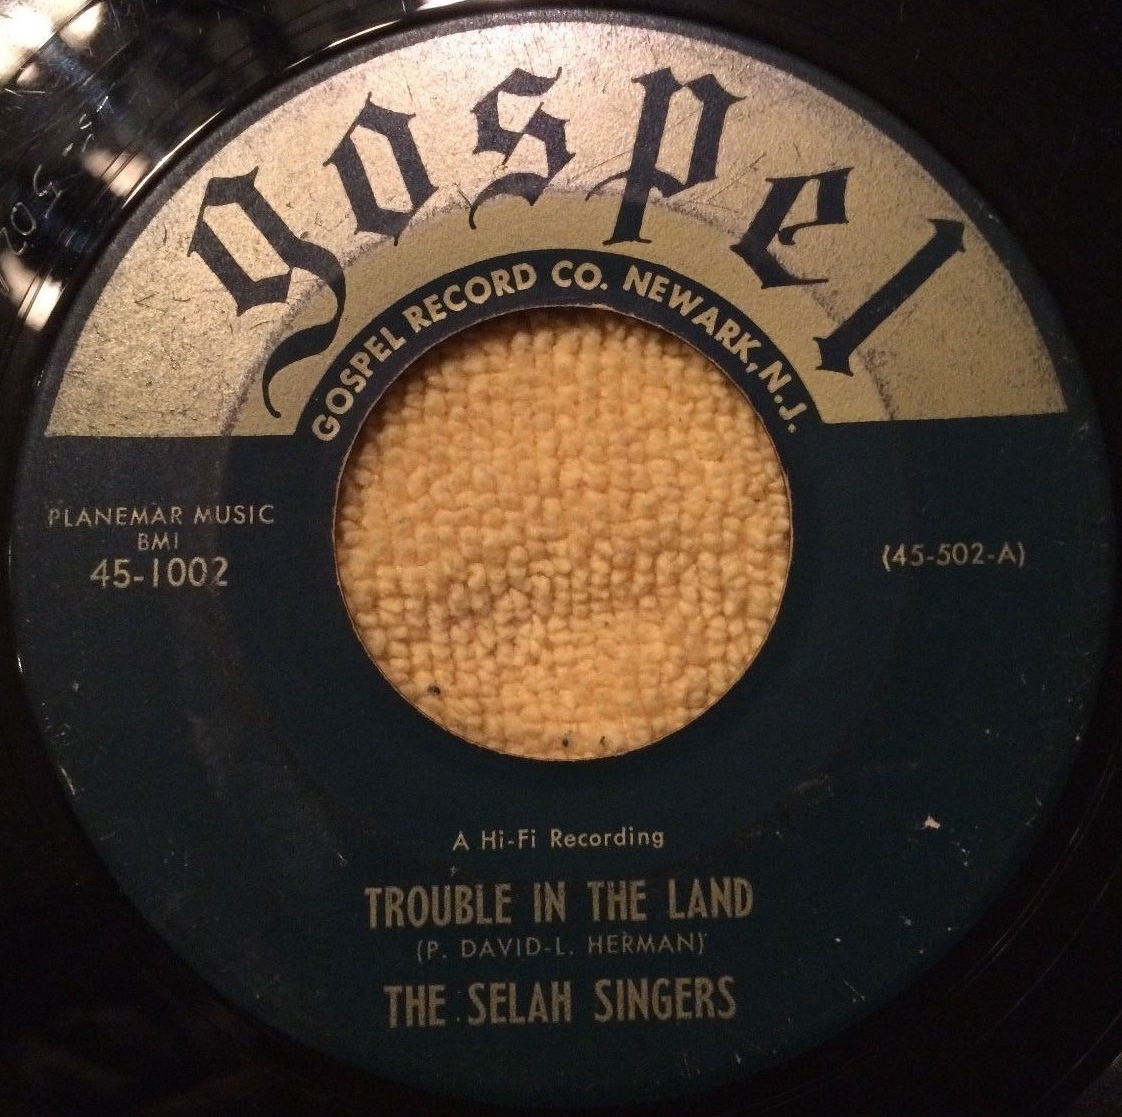 gospel
GOSPEL RECORD CO. NEWARK, N.J.
PLANEMAR MUSIC
BMI
45-1002
(45-502-A)
A Hi-Fi Recording
TROUBLE IN THE LAND
(P. DAVID-L. HERMAN)
THE SELAH SINGERS